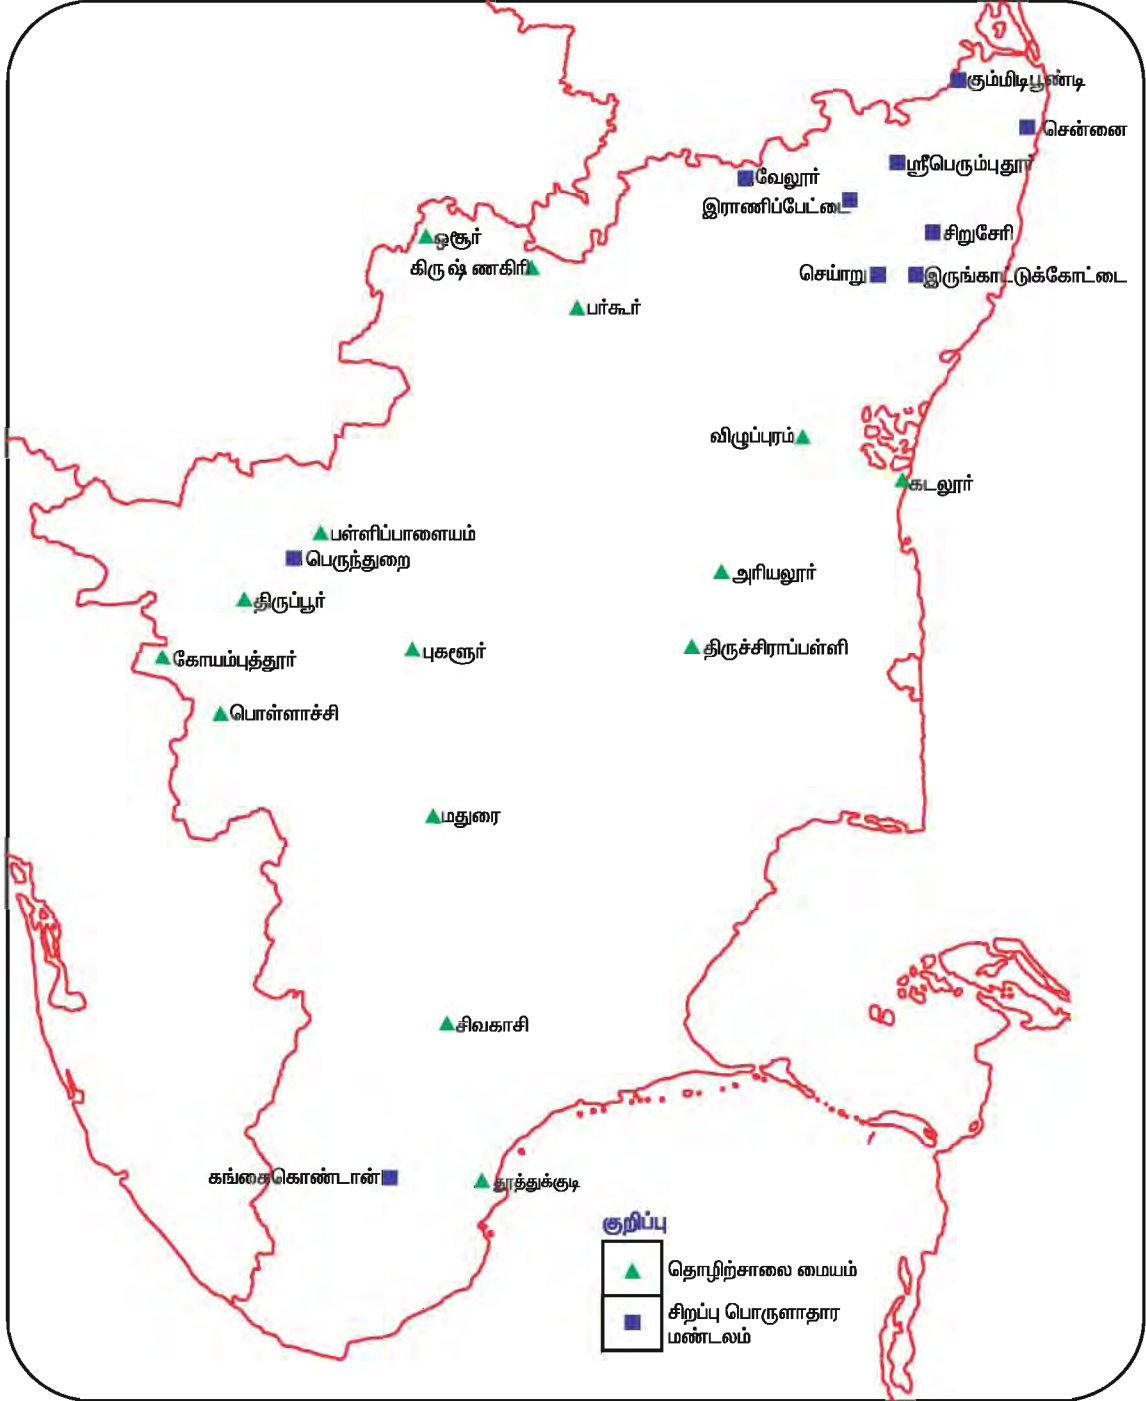 கும்மிடிபூண்டி
சென்னை
ஸ்ரீபெரும்புதூர்
வேலூர்
இராணிப்பேட்டை
சிறுசேரி
ஒசூர்
கிருஷ்ணகிரி
செய்யாறு
இருங்காட்டுக்கோட்டை
பர்கூர்
விழுப்புரம்
கடலூர்
பள்ளிப்பாளையம்
பெருந்துறை
அரியலூர்
திருப்பூர்
கோயம்புத்தூர்
புகளூர்
திருச்சிராப்பள்ளி
பொள்ளாச்சி
மதுரை
சிவகாசி
கங்கைகொண்டான்
தூத்துக்குடி
குறிப்பு
தொழிற்சாலை மையம்
சிறப்பு பொருளாதார
மண்டலம்